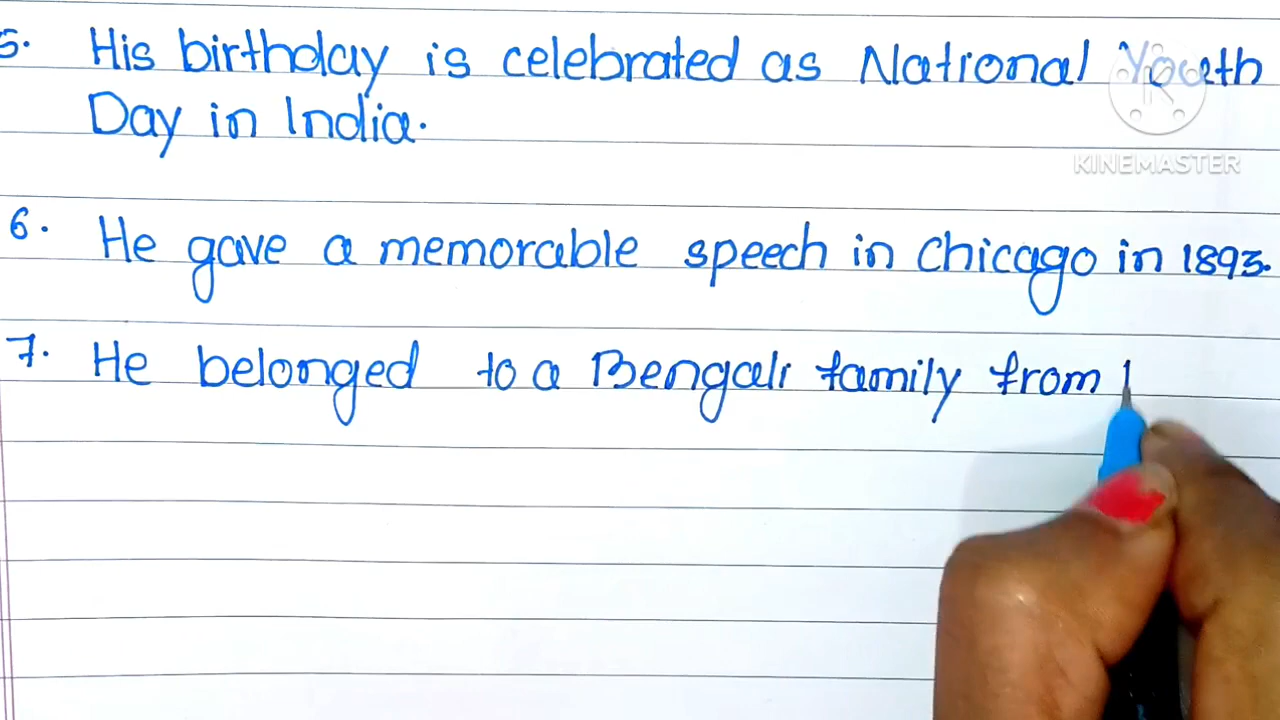 5. His birthday is celebrated as National Youth
Day in India.
KINEMASTER
6. He gave a memorable speech in Chicago in 1893.
7. He belonged to a Bengali family from